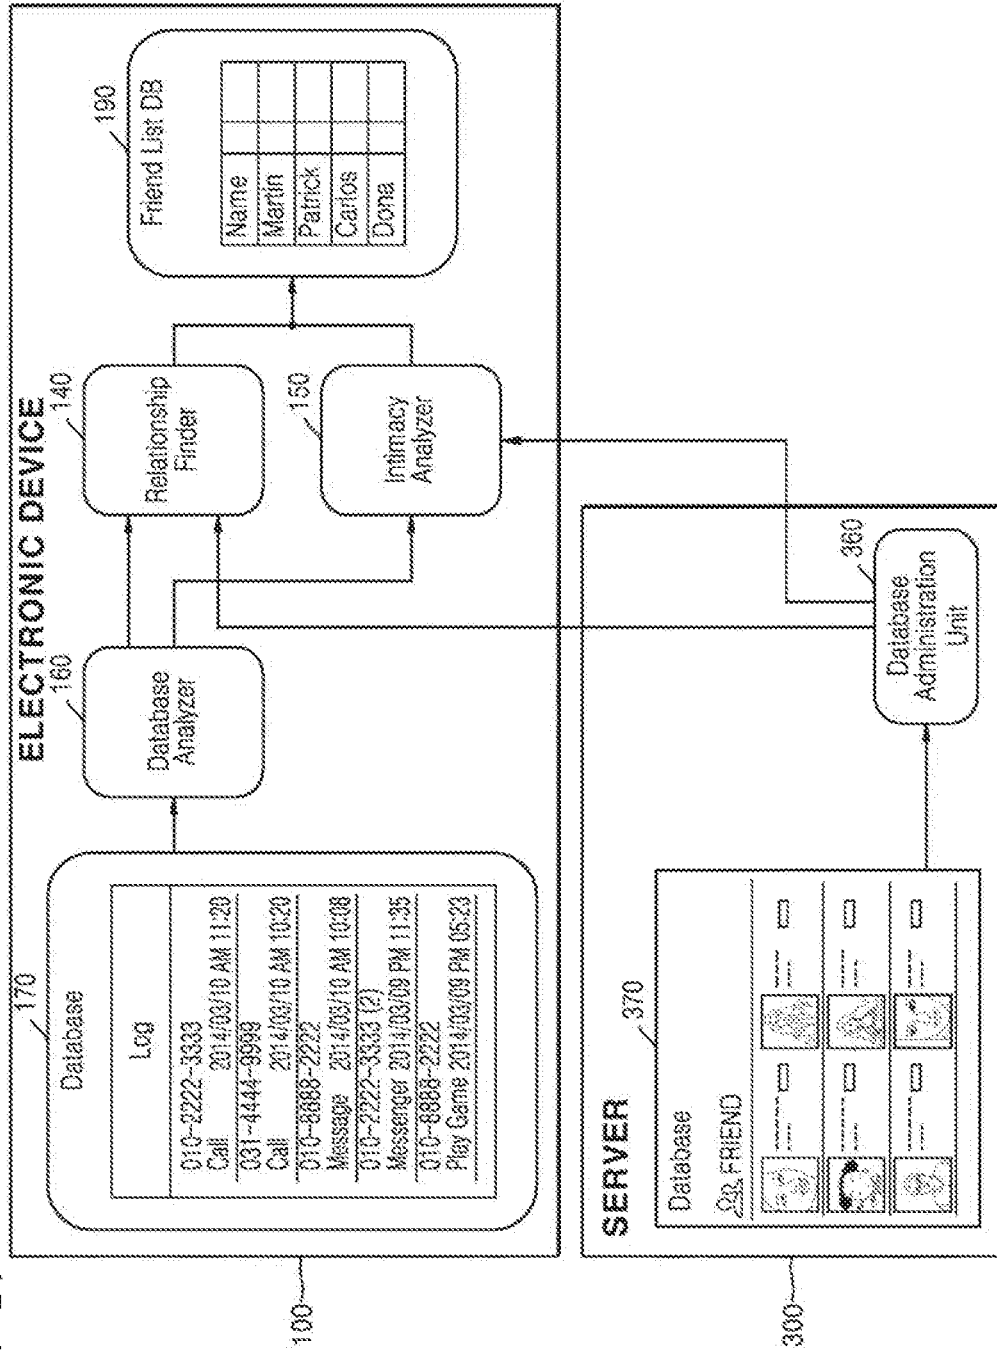 ELECTRONIC DEVICE
100
170
Database
Log
010-2222-3333
Call 2014/03/10 AM 11:20
031-4444-9999
Call 2014/03/10 AM 10:20
010-8888-2222
Message 2014/03/10 AM 10:08
010-2222-3333 (2)
Messenger 2014/03/09 PM 11:35
010-8888-2222
Play Game 2014/03/09 PM 05:23
160
Database
Analyzer
140
Relationship
Finder
150
Intimacy
Analyzer
190
Friend List DB
Name
Martin
Patrick
Carlos
Dona
SERVER
300
370
Database
FRIEND
360
Database
Administration
Unit